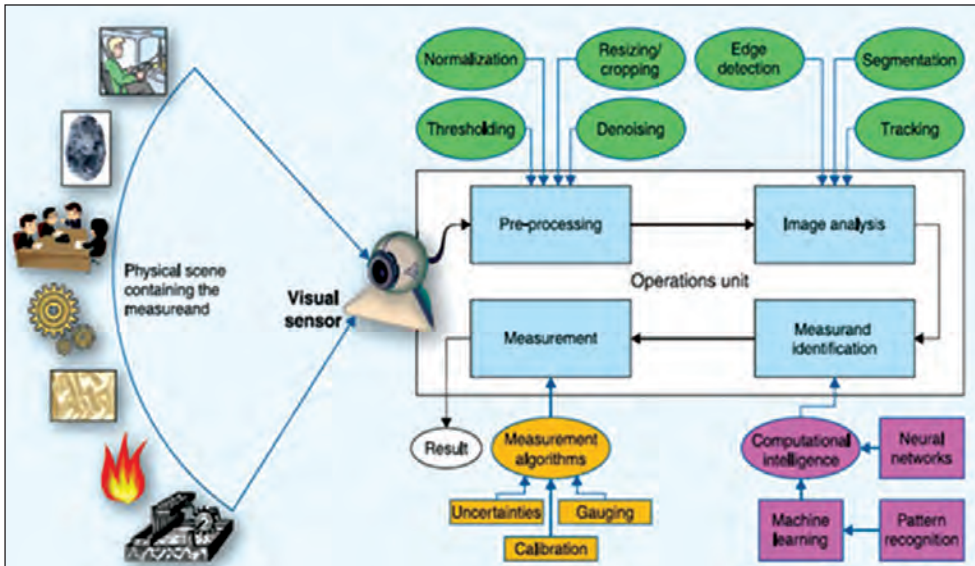 Normalization
Resizing/
cropping
Edge
detection
Segmentation
Thresholding
Denoising
Tracking
Pre-processing
Image analysis
Physical scene
containing the
measureand
Visual
sensor
Operations unit
Measurement
Measurand
identification
Result
Measurement
algorithms
Computational
intelligence
Neural
networks
Uncertainties
Gauging
Calibration
Machine
learning
Pattern
recognition